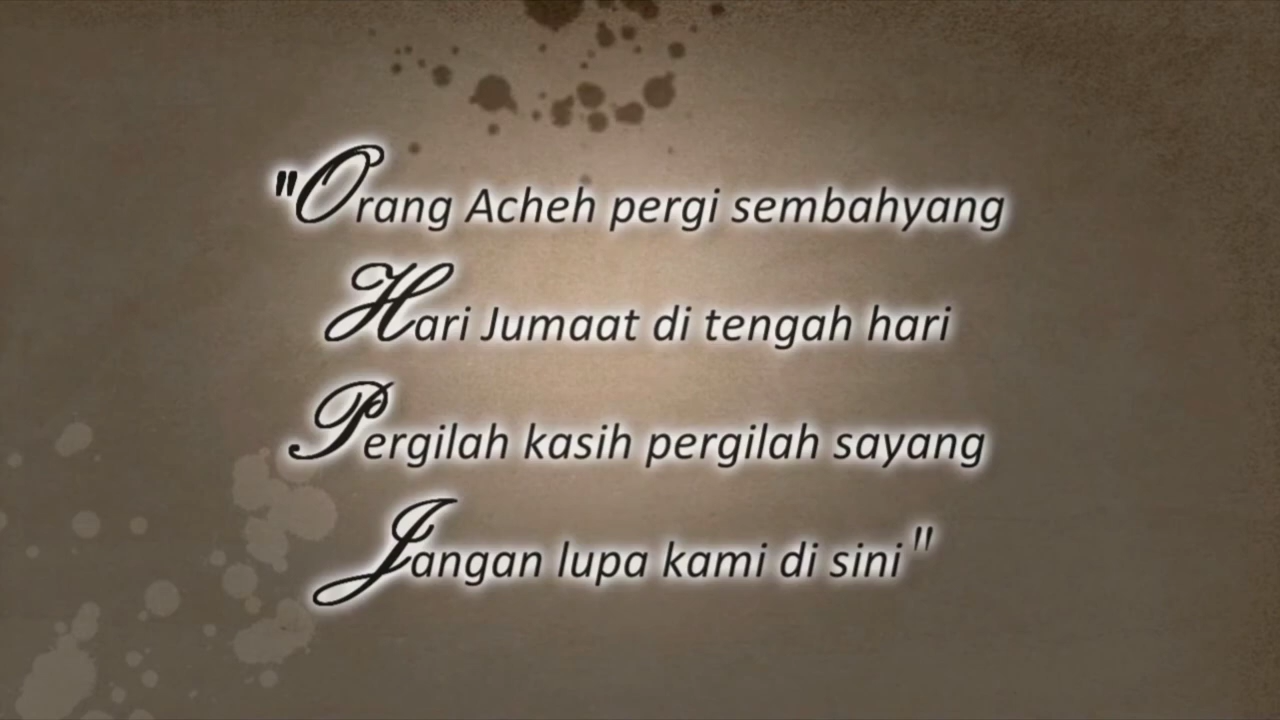 "Orang Acheh pergi sembahyang
Hari Jumaat di tengah hari
Pergilah kasih pergilah sayang
Jangan lupa kami di sini"